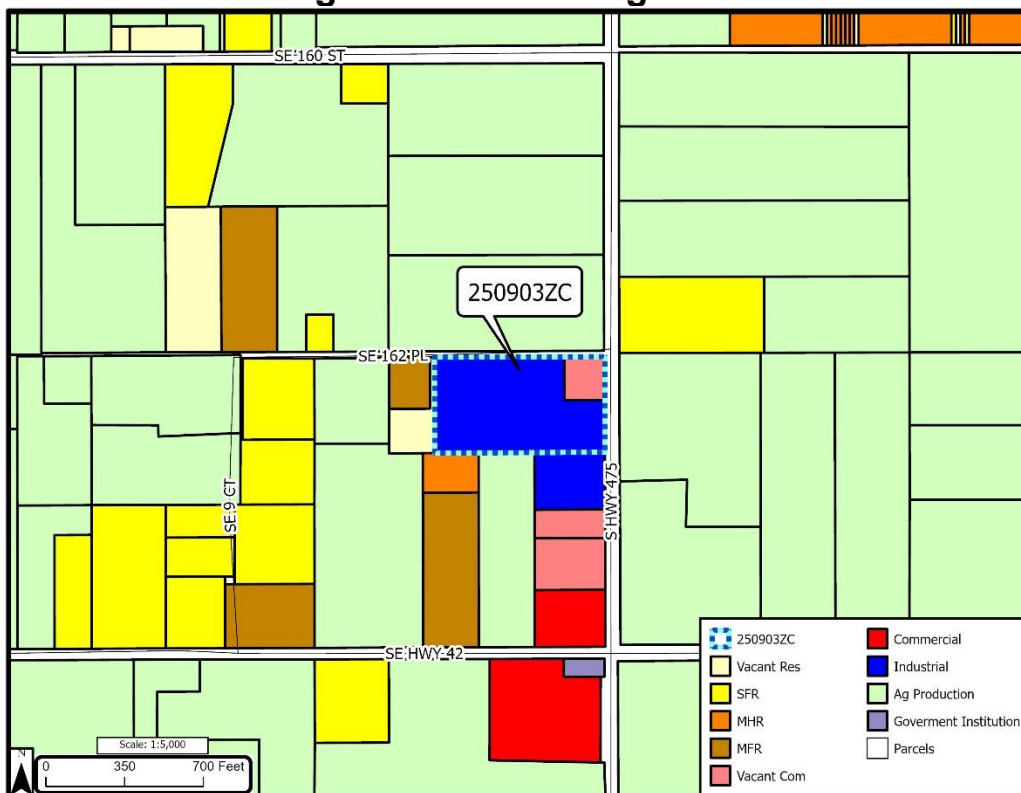 SE 160 ST
250903ZC
SE 162 PL
SE 9 CT
S HWY 475
SE HWY 42
250903ZC
Vacant Res
SFR
MHR
MFR
Vacant Com
Commercial
Industrial
Ag Production
Goverment Institution
Parcels
N
Scale: 1:5,000
0 350 700 Feet